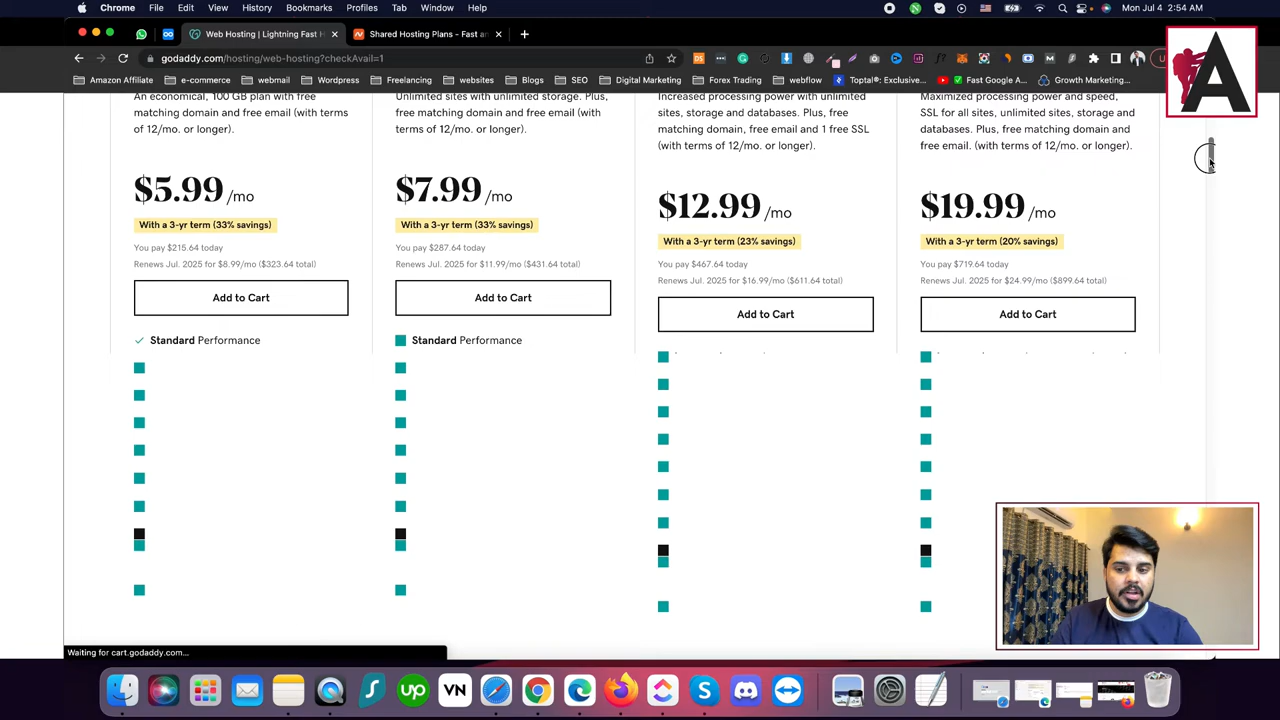 Chrome File Edit View History Bookmarks Profiles Tab Window Help
Mon Jul 4 2:54 AM
Web Hosting | Lightning Fast H
Shared Hosting Plans - Fast an
godaddy.com/hosting/web-hosting?checkAvail=1
Amazon Affiliate e-commerce webmail Wordpress Freelancing websites Blogs SEO Digital Marketing Forex Trading webflow Toptal®: Exclusive... Fast Google A... Growth Marketing...
A
An economical, 100 GB plan with free
matching domain and free email (with terms
of 12/mo. or longer).
$5.99 /mo
With a 3-yr term (33% savings)
You pay $215.64 today
Renews Jul. 2025 for $8.99/mo ($323.64 total)
Add to Cart
Standard Performance
Unlimited sites with unlimited storage. Plus,
free matching domain and free email (with
terms of 12/mo. or longer).
$7.99 /mo
With a 3-yr term (33% savings)
You pay $287.64 today
Renews Jul. 2025 for $11.99/mo ($431.64 total)
Add to Cart
Standard Performance
Increased processing power with unlimited
sites, storage and databases. Plus, free
matching domain, free email and 1 free SSL
(with terms of 12/mo. or longer).
$12.99 /mo
With a 3-yr term (23% savings)
You pay $467.64 today
Renews Jul. 2025 for $16.99/mo ($611.64 total)
Add to Cart
Maximized processing power and speed,
SSL for all sites, unlimited sites, storage and
databases. Plus, free matching domain and
free email. (with terms of 12/mo. or longer).
$19.99 /mo
With a 3-yr term (20% savings)
You pay $719.64 today
Renews Jul. 2025 for $24.99/mo ($899.64 total)
Add to Cart
Waiting for cart.godaddy.com...
up
VN